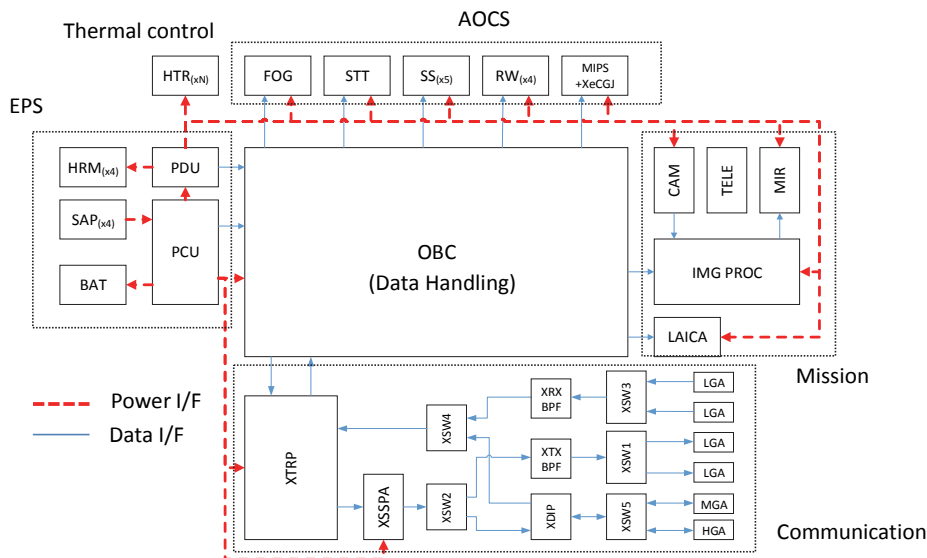 AOCS
Thermal control
HTR(xN)
FOG
STT
SS(x5)
RW(x4)
MIPS
+XeCGJ
EPS
HRM(x4)
PDU
SAP(x4)
PCU
BAT
OBC
(Data Handling)
CAM
TELE
MIR
IMG PROC
LAICA
Mission
Power I/F
Data I/F
XTRP
XSSPA
XSW4
XSW2
XRX
BPF
XTX
BPF
XDIP
XSW3
XSW1
XSW5
LGA
LGA
LGA
LGA
MGA
HGA
Communication